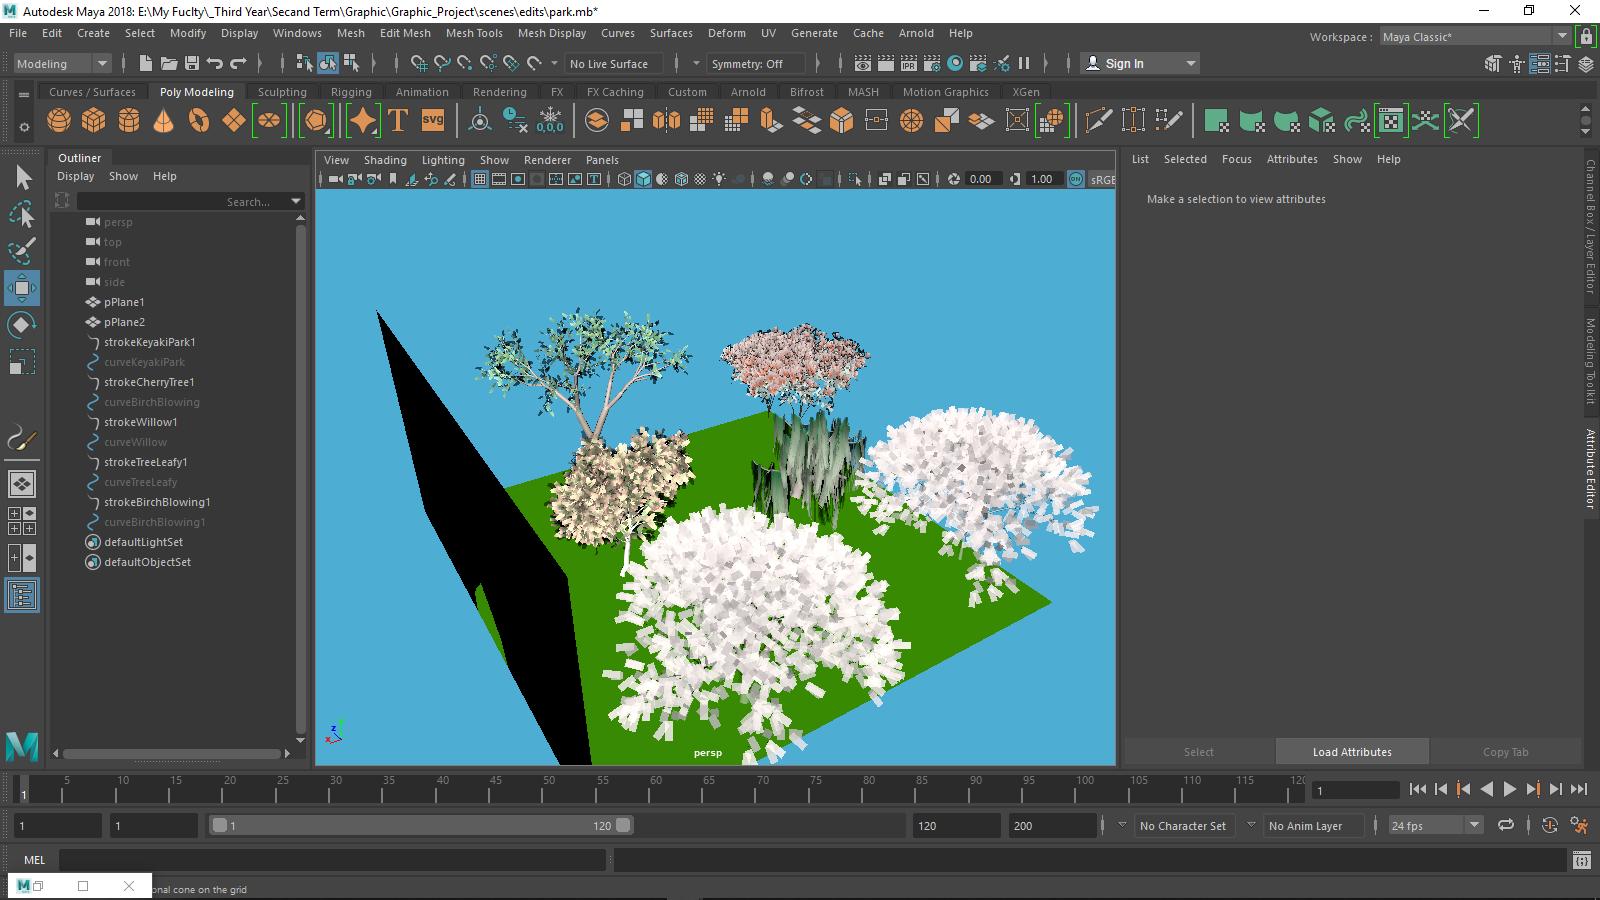 Autodesk Maya 2018: E:\My Fuclty\_Third Year\Second Term\Graphic\Graphic_Project\scenes\edits\park.mb*
File Edit Create Select Modify Display Windows Mesh Edit Mesh Mesh Tools Mesh Display Curves Surfaces Deform UV Generate Cache Arnold Help
Workspace : Maya Classic*
Modeling No Live Surface Symmetry: Off IPR Sign In
Curves / Surfaces Poly Modeling Sculpting Rigging Animation Rendering FX FX Caching Custom Arnold Bifrost MASH Motion Graphics XGen
T svg 0,0,0
Outliner
Display Show Help
Search...
persp
top
front
side
pPlane1
pPlane2
strokeKeyakiPark1
curveKeyakiPark
strokeCherryTree1
curveBirchBlowing
strokeWillow1
curveWillow
strokeTreeLeafy1
curveTreeLeafy
strokeBirchBlowing1
curveBirchBlowing1
defaultLightSet
defaultObjectSet
View Shading Lighting Show Renderer Panels
0.00 1.00 sRGB
persp
z
x
List Selected Focus Attributes Show Help
Make a selection to view attributes
Select Load Attributes Copy Tab
Channel Box / Layer Editor
Modeling Toolkit
Attribute Editor
1 5 10 15 20 25 30 35 40 45 50 55 60 65 70 75 80 85 90 95 100 105 110 115 120 1
1 1 1 120 120 200 No Character Set No Anim Layer 24 fps
MEL
onal cone on the grid